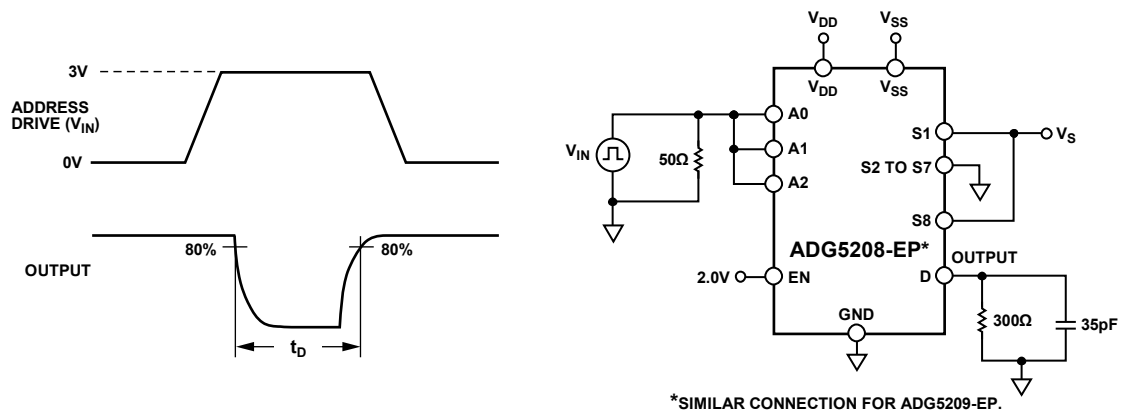 3V
ADDRESS
DRIVE (VIN)
0V
80%
80%
OUTPUT
tD
VDD
VSS
VDD
VSS
A0
A1
A2
VIN
50Ω
S1
VS
S2 TO S7
S8
ADG5208-EP*
OUTPUT
2.0V
EN
D
GND
300Ω
35pF
*SIMILAR CONNECTION FOR ADG5209-EP.